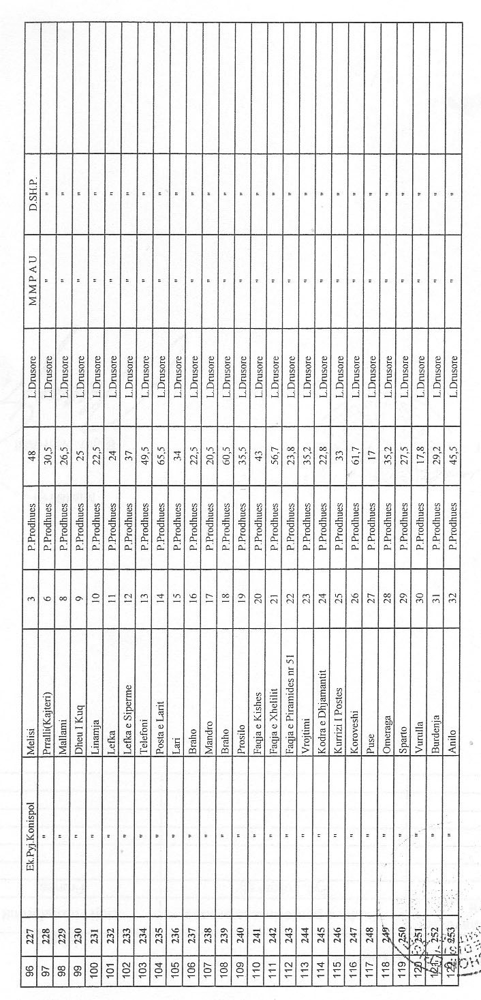 96 227 Ek.Pyj.Konispol Melisi 3 P.Prodhues 48 L.Drusore M M P A U D.SH.P.
97 228 " Prralli(Kajteri) 6 P.Prodhues 30,5 L.Drusore " "
98 229 " Mallami 8 P.Prodhues 26,5 L.Drusore " "
99 230 " Dheu I Kuq 9 P.Prodhues 25 L.Drusore " "
100 231 " Linamja 10 P.Prodhues 22,5 L.Drusore " "
101 232 " Lefka 11 P.Prodhues 24 L.Drusore " "
102 233 " Lefka e Siperme 12 P.Prodhues 37 L.Drusore " "
103 234 " Telefoni 13 P.Prodhues 49,5 L.Drusore " "
104 235 " Posta e Larit 14 P.Prodhues 65,5 L.Drusore " "
105 236 " Lari 15 P.Prodhues 34 L.Drusore " "
106 237 " Braho 16 P.Prodhues 22,5 L.Drusore " "
107 238 " Mandro 17 P.Prodhues 20,5 L.Drusore " "
108 239 " Braho 18 P.Prodhues 60,5 L.Drusore " "
109 240 " Prosilo 19 P.Prodhues 35,5 L.Drusore " "
110 241 " Faqja e Kishes 20 P.Prodhues 43 L.Drusore " "
111 242 " Faqja e Xhelilit 21 P.Prodhues 56,7 L.Drusore " "
112 243 " Faqja e Piramides nr 51 22 P.Prodhues 23,8 L.Drusore " "
113 244 " Vrojtimi 23 P.Prodhues 35,2 L.Drusore " "
114 245 " Kodra e Dhjamantit 24 P.Prodhues 22,8 L.Drusore " "
115 246 " Kurrizi I Postes 25 P.Prodhues 33 L.Drusore " "
116 247 " Koroveshi 26 P.Prodhues 61,7 L.Drusore " "
117 248 " Puse 27 P.Prodhues 17 L.Drusore " "
118 249 " Omeraga 28 P.Prodhues 35,2 L.Drusore " "
119 250 " Sparto 29 P.Prodhues 27,5 L.Drusore " "
120 251 " Vurulla 30 P.Prodhues 17,8 L.Drusore " "
121 252 " Burdenja 31 P.Prodhues 29,2 L.Drusore " "
122 253 " Anilo 32 P.Prodhues 45,5 L.Drusore " "